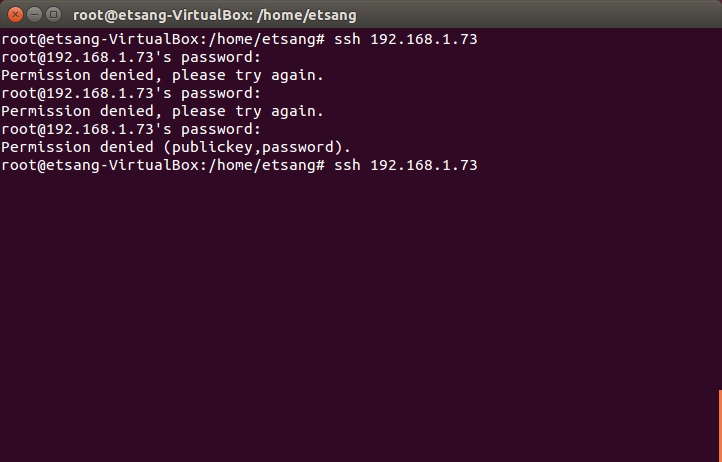 root@etsang-VirtualBox: /home/etsang
root@etsang-VirtualBox:/home/etsang# ssh 192.168.1.73
root@192.168.1.73's password:
Permission denied, please try again.
root@192.168.1.73's password:
Permission denied, please try again.
root@192.168.1.73's password:
Permission denied (publickey,password).
root@etsang-VirtualBox:/home/etsang# ssh 192.168.1.73